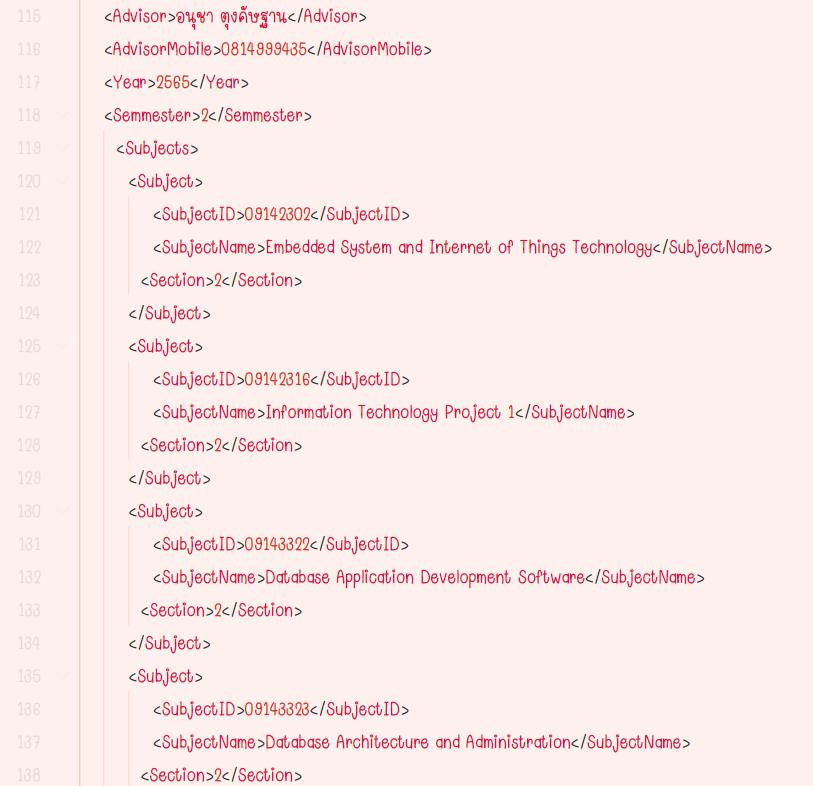 115 <Advisor>อนุชา ตุงคัษฐาน</Advisor>
116 <AdvisorMobile>0814999435</AdvisorMobile>
117 <Year>2565</Year>
118 <Semmester>2</Semmester>
119 <Subjects>
120 <Subject>
121 <SubjectID>09142302</SubjectID>
122 <SubjectName>Embedded System and Internet of Things Technology</SubjectName>
123 <Section>2</Section>
124 </Subject>
125 <Subject>
126 <SubjectID>09142316</SubjectID>
127 <SubjectName>Information Technology Project 1</SubjectName>
128 <Section>2</Section>
129 </Subject>
130 <Subject>
131 <SubjectID>09143322</SubjectID>
132 <SubjectName>Database Application Development Software</SubjectName>
133 <Section>2</Section>
134 </Subject>
135 <Subject>
136 <SubjectID>09143323</SubjectID>
137 <SubjectName>Database Architecture and Administration</SubjectName>
138 <Section>2</Section>